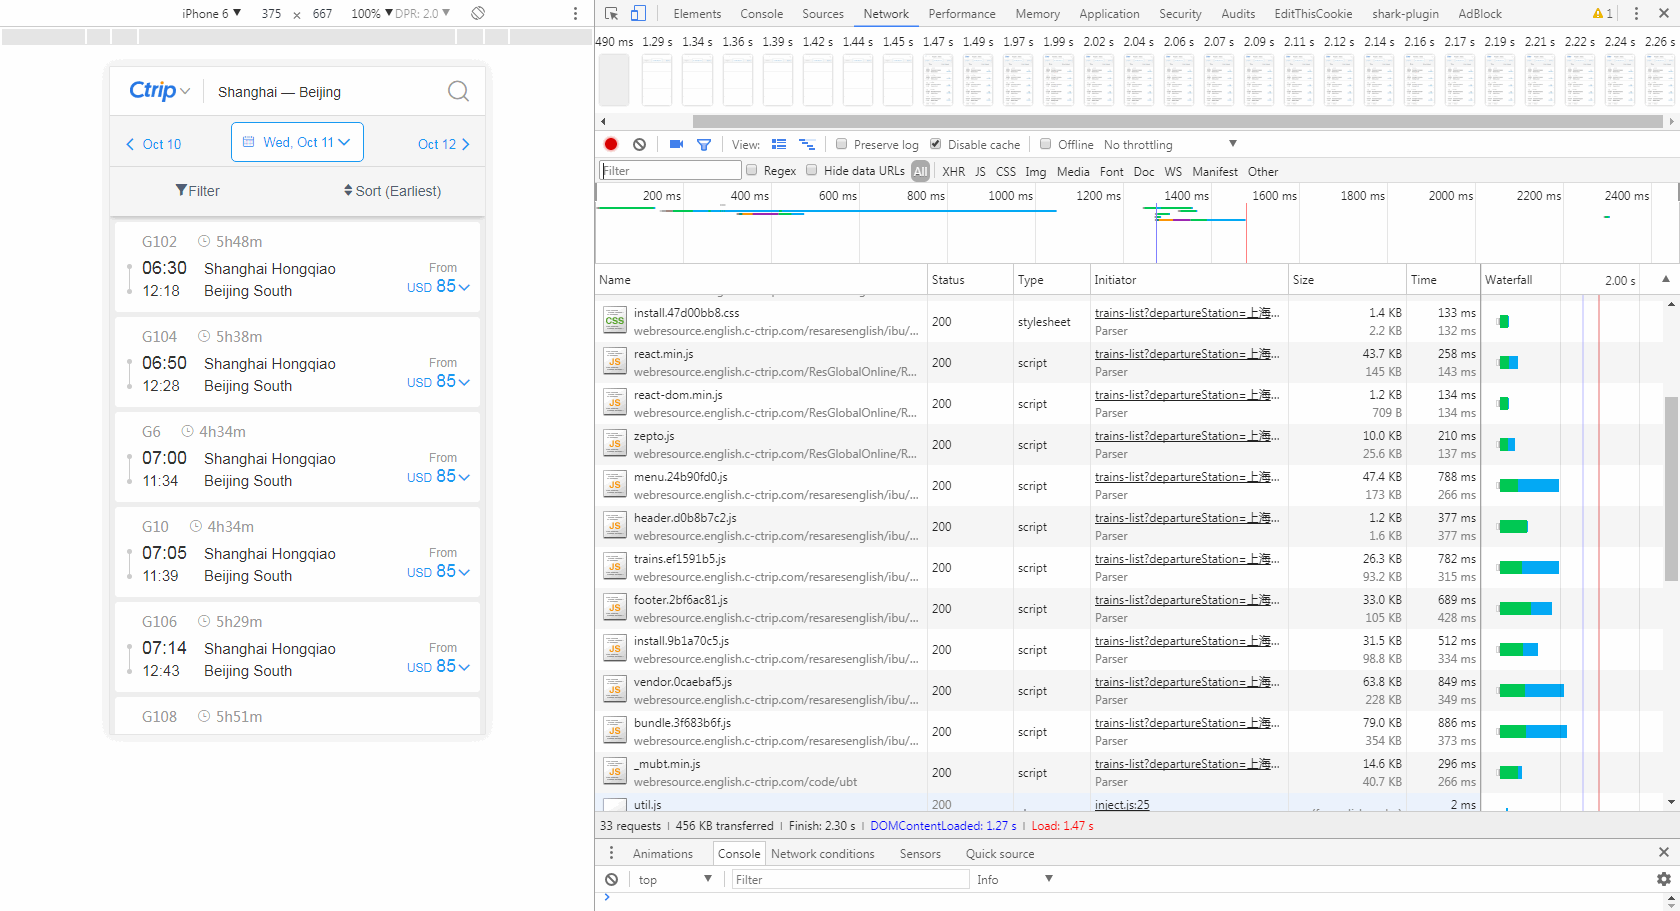 iPhone 6 ▼ 375 × 667 100% ▼ DPR: 2.0 ▼
Ctrip Shanghai — Beijing
Oct 10 Wed, Oct 11 Oct 12
Filter Sort (Earliest)
G102 5h48m
06:30 Shanghai Hongqiao From
12:18 Beijing South USD 85
G104 5h38m
06:50 Shanghai Hongqiao From
12:28 Beijing South USD 85
G6 4h34m
07:00 Shanghai Hongqiao From
11:34 Beijing South USD 85
G10 4h34m
07:05 Shanghai Hongqiao From
11:39 Beijing South USD 85
G106 5h29m
07:14 Shanghai Hongqiao From
12:43 Beijing South USD 85
G108 5h51m
Elements Console Sources Network Performance Memory Application Security Audits EditThisCookie shark-plugin AdBlock 1
490 ms 1.29 s 1.34 s 1.36 s 1.39 s 1.42 s 1.44 s 1.45 s 1.47 s 1.49 s 1.97 s 1.99 s 2.02 s 2.04 s 2.06 s 2.07 s 2.09 s 2.11 s 2.12 s 2.14 s 2.16 s 2.17 s 2.19 s 2.21 s 2.22 s 2.24 s 2.26 s
View: Preserve log Disable cache Offline No throttling ▼
Filter Regex Hide data URLs All XHR JS CSS Img Media Font Doc WS Manifest Other
200 ms 400 ms 600 ms 800 ms 1000 ms 1200 ms 1400 ms 1600 ms 1800 ms 2000 ms 2200 ms 2400 ms
Name Status Type Initiator Size Time Waterfall 2.00 s ▲
install.47d00bb8.css trains-list?departureStation=上海... 1.4 KB 133 ms
CSS 200 stylesheet
webresource.english.c-ctrip.com/resaresenglish/ibu/... Parser 2.2 KB 132 ms
react.min.js trains-list?departureStation=上海... 43.7 KB 258 ms
JS 200 script
webresource.english.c-ctrip.com/ResGlobalOnline/R... Parser 145 KB 143 ms
react-dom.min.js trains-list?departureStation=上海... 1.2 KB 134 ms
JS 200 script
webresource.english.c-ctrip.com/ResGlobalOnline/R... Parser 709 B 134 ms
zepto.js trains-list?departureStation=上海... 10.0 KB 210 ms
JS 200 script
webresource.english.c-ctrip.com/ResGlobalOnline/R... Parser 25.6 KB 137 ms
menu.24b90fd0.js trains-list?departureStation=上海... 47.4 KB 788 ms
JS 200 script
webresource.english.c-ctrip.com/resaresenglish/ibu/... Parser 173 KB 266 ms
header.d0b8b7c2.js trains-list?departureStation=上海... 1.2 KB 377 ms
JS 200 script
webresource.english.c-ctrip.com/resaresenglish/ibu/... Parser 1.6 KB 377 ms
trains.ef1591b5.js trains-list?departureStation=上海... 26.3 KB 782 ms
JS 200 script
webresource.english.c-ctrip.com/resaresenglish/ibu/... Parser 93.2 KB 315 ms
footer.2bf6ac81.js trains-list?departureStation=上海... 33.0 KB 689 ms
JS 200 script
webresource.english.c-ctrip.com/resaresenglish/ibu/... Parser 105 KB 428 ms
install.9b1a70c5.js trains-list?departureStation=上海... 31.5 KB 512 ms
JS 200 script
webresource.english.c-ctrip.com/resaresenglish/ibu/... Parser 98.8 KB 334 ms
vendor.0caebaf5.js trains-list?departureStation=上海... 63.8 KB 849 ms
JS 200 script
webresource.english.c-ctrip.com/resaresenglish/ibu/... Parser 228 KB 349 ms
bundle.3f683b6f.js trains-list?departureStation=上海... 79.0 KB 886 ms
JS 200 script
webresource.english.c-ctrip.com/resaresenglish/ibu/... Parser 354 KB 373 ms
_mubt.min.js trains-list?departureStation=上海... 14.6 KB 296 ms
JS 200 script
webresource.english.c-ctrip.com/code/ubt Parser 40.7 KB 266 ms
util.js 200 inject.js:25 2 ms
33 requests | 456 KB transferred | Finish: 2.30 s | DOMContentLoaded: 1.27 s | Load: 1.47 s
Animations Console Network conditions Sensors Quick source
top ▼ Filter Info ▼